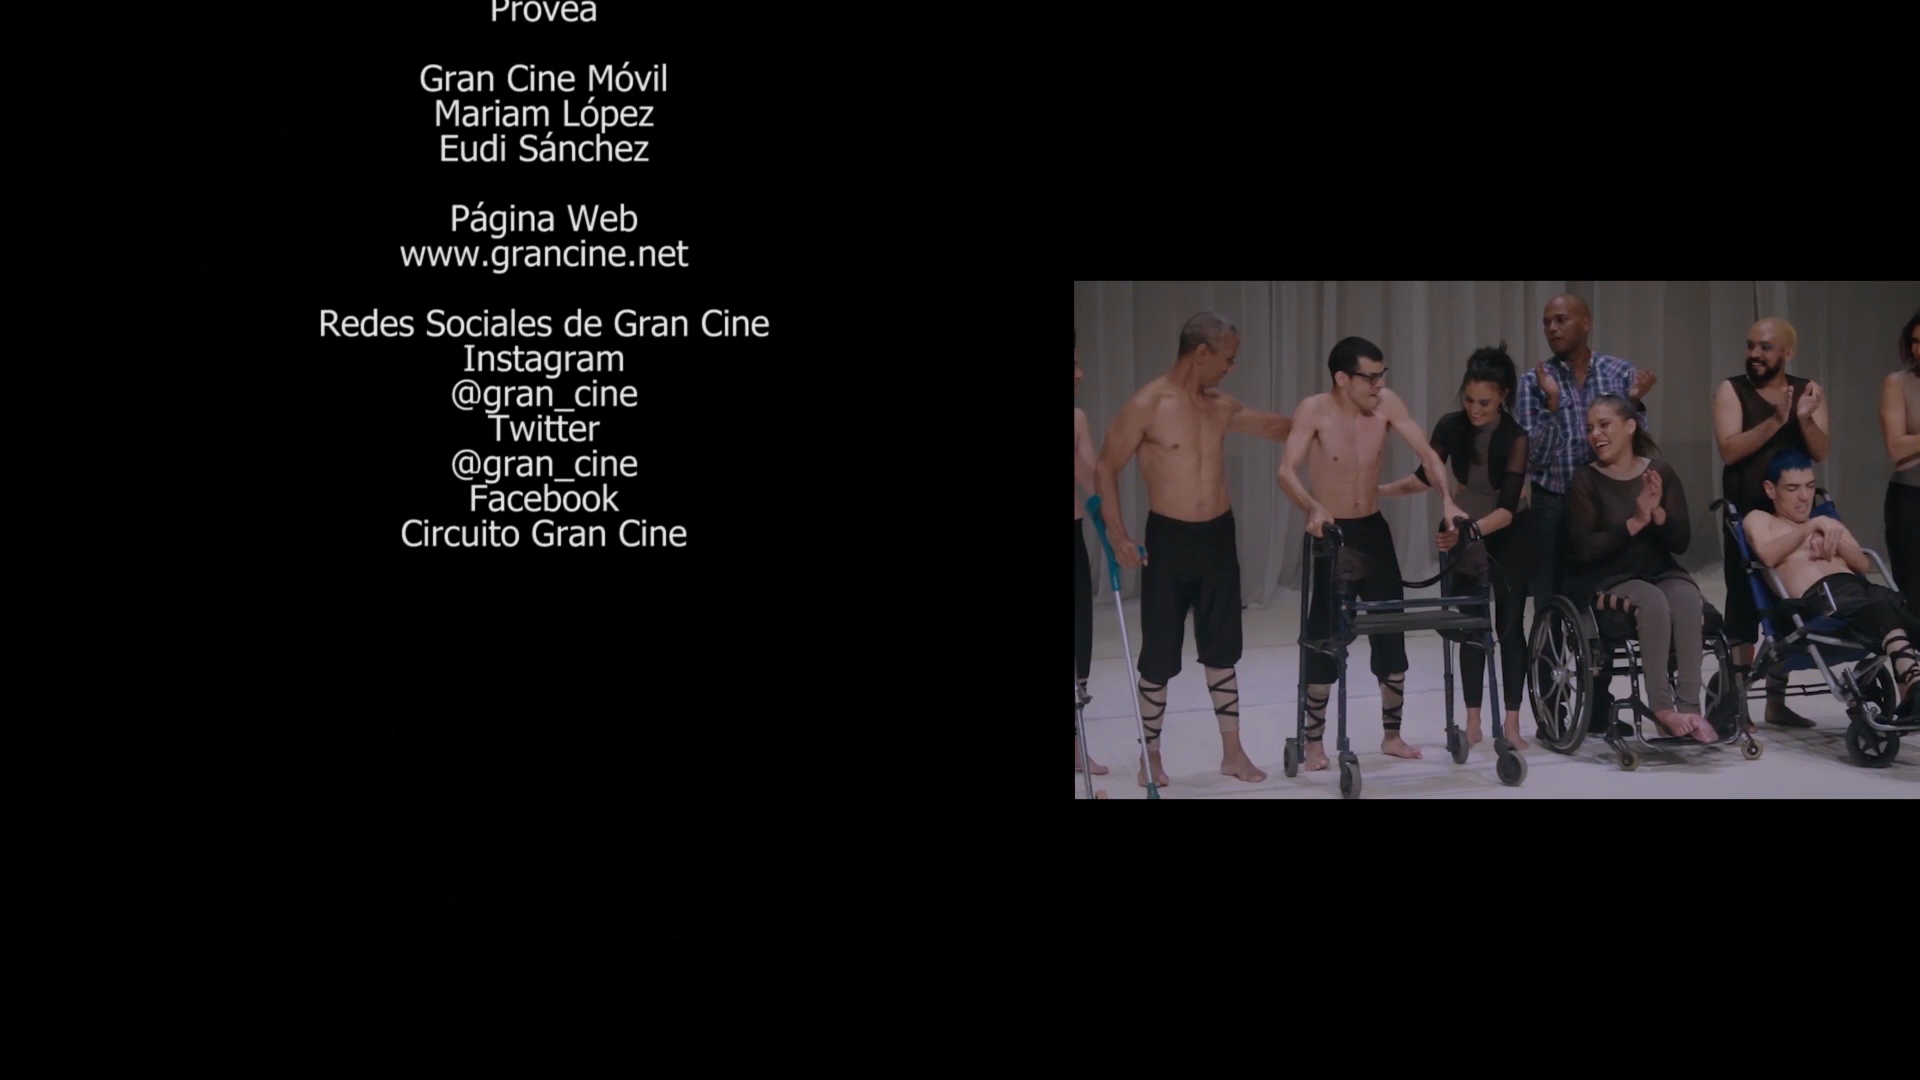 Provea
Gran Cine Móvil
Mariam López
Eudi Sánchez
Página Web
www.grancine.net
Redes Sociales de Gran Cine
Instagram
@gran_cine
Twitter
@gran_cine
Facebook
Circuito Gran Cine